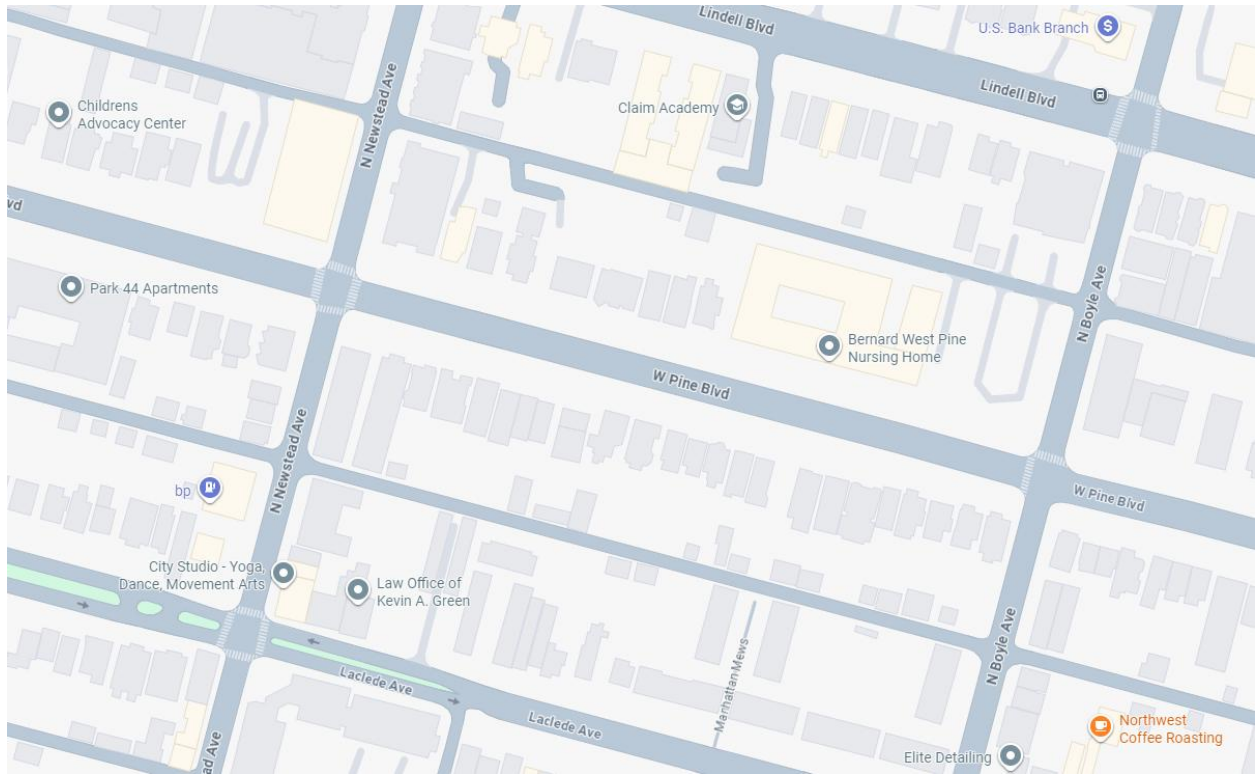 Lindell Blvd
U.S. Bank Branch
Lindell Blvd
Childrens
Advocacy Center
N Newstead Ave
Claim Academy
vd
Park 44 Apartments
N Boyle Ave
Bernard West Pine
Nursing Home
W Pine Blvd
N Newstead Ave
bp
W Pine Blvd
City Studio - Yoga,
Dance, Movement Arts
Law Office of
Kevin A. Green
N Boyle Ave
Laclede Ave
Manhattan Mews
Laclede Ave
ead Ave
Northwest
Coffee Roasting
Elite Detailing